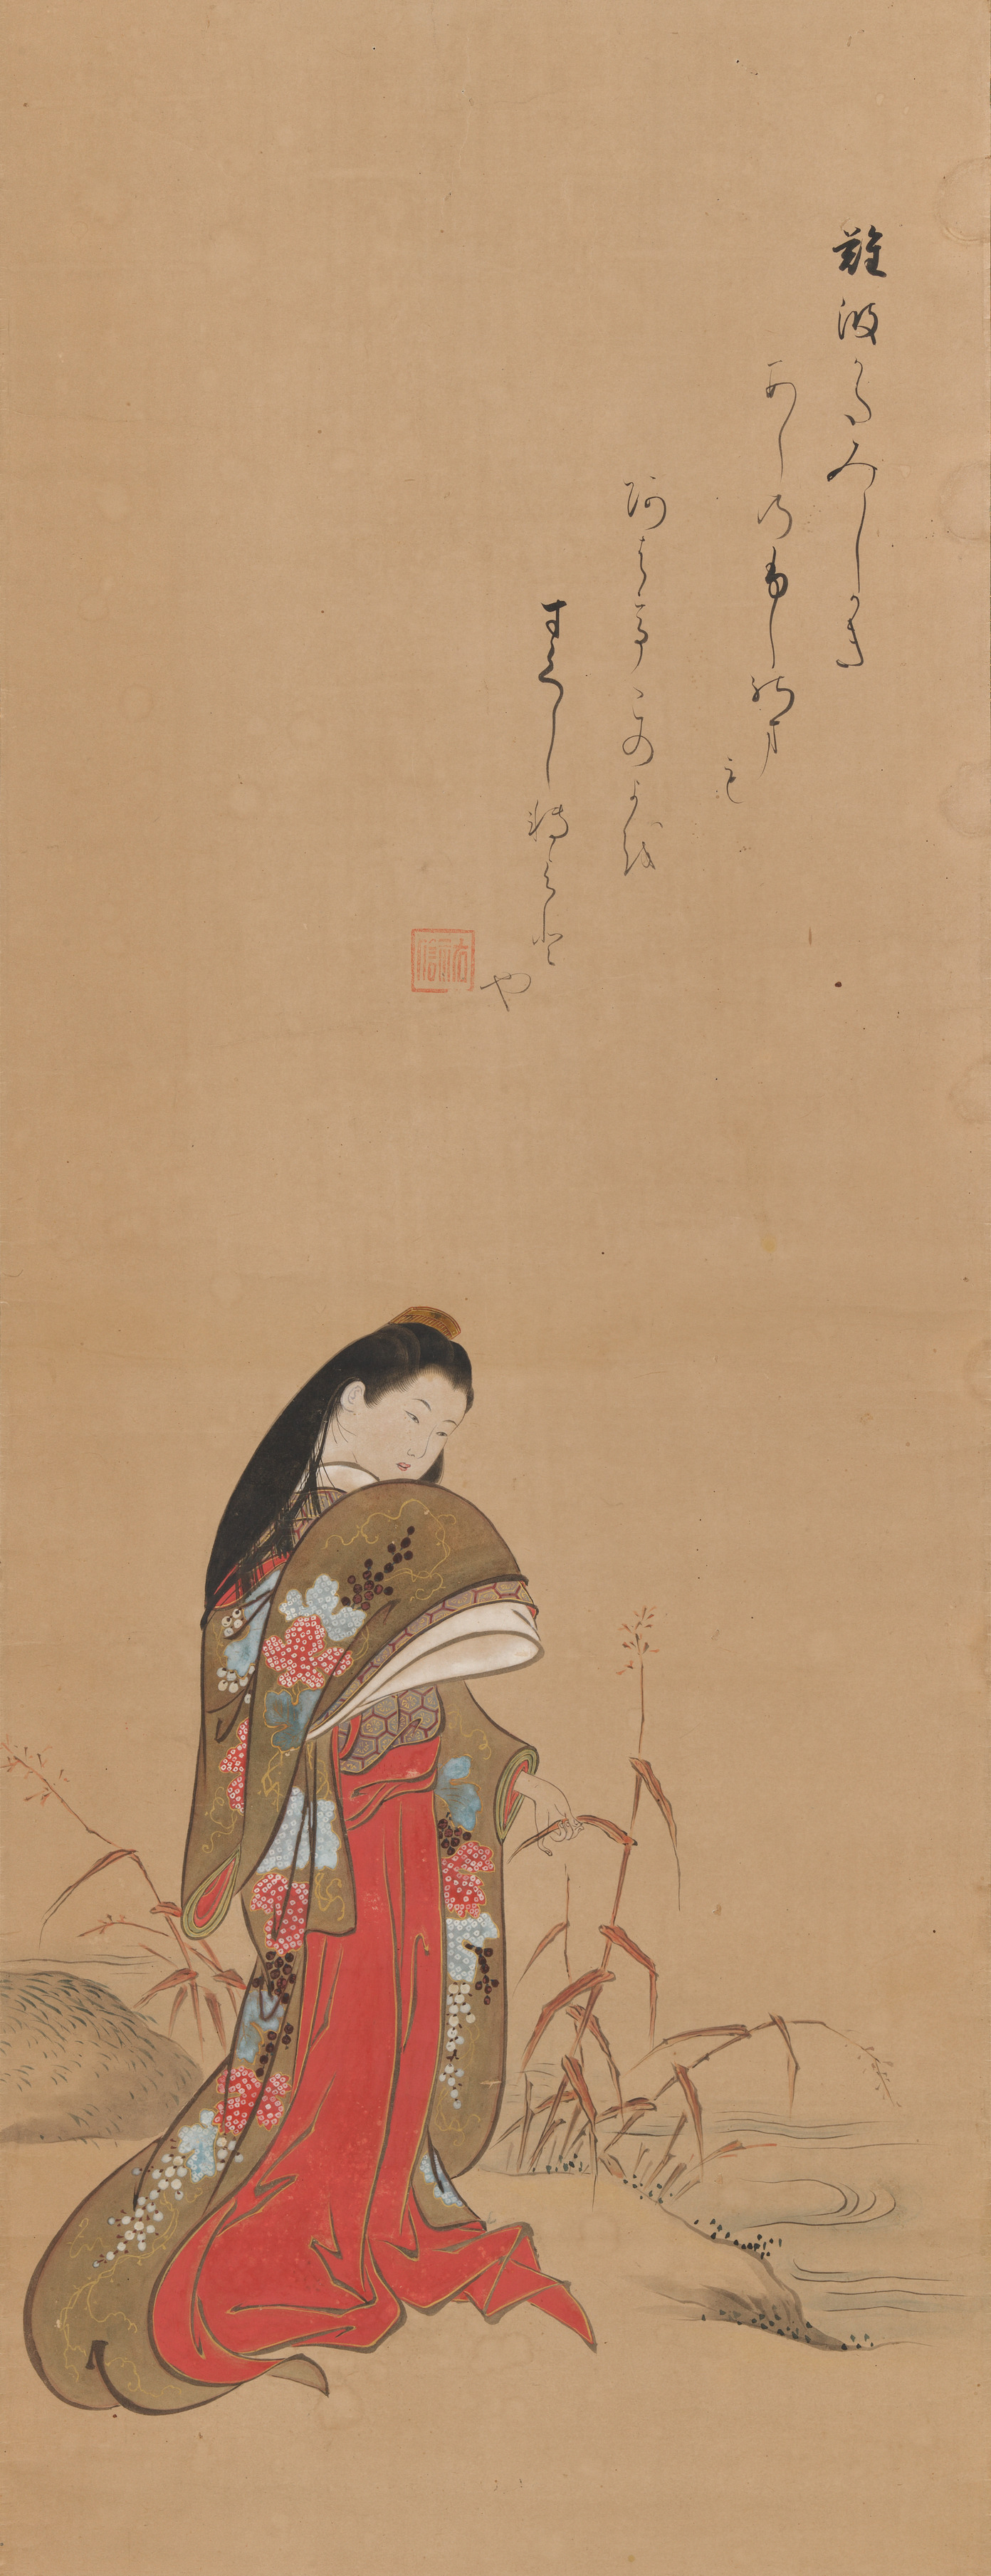 難波かたみしかき
あしのふしのま
も
阿はてこのよを
すくしてよと
や